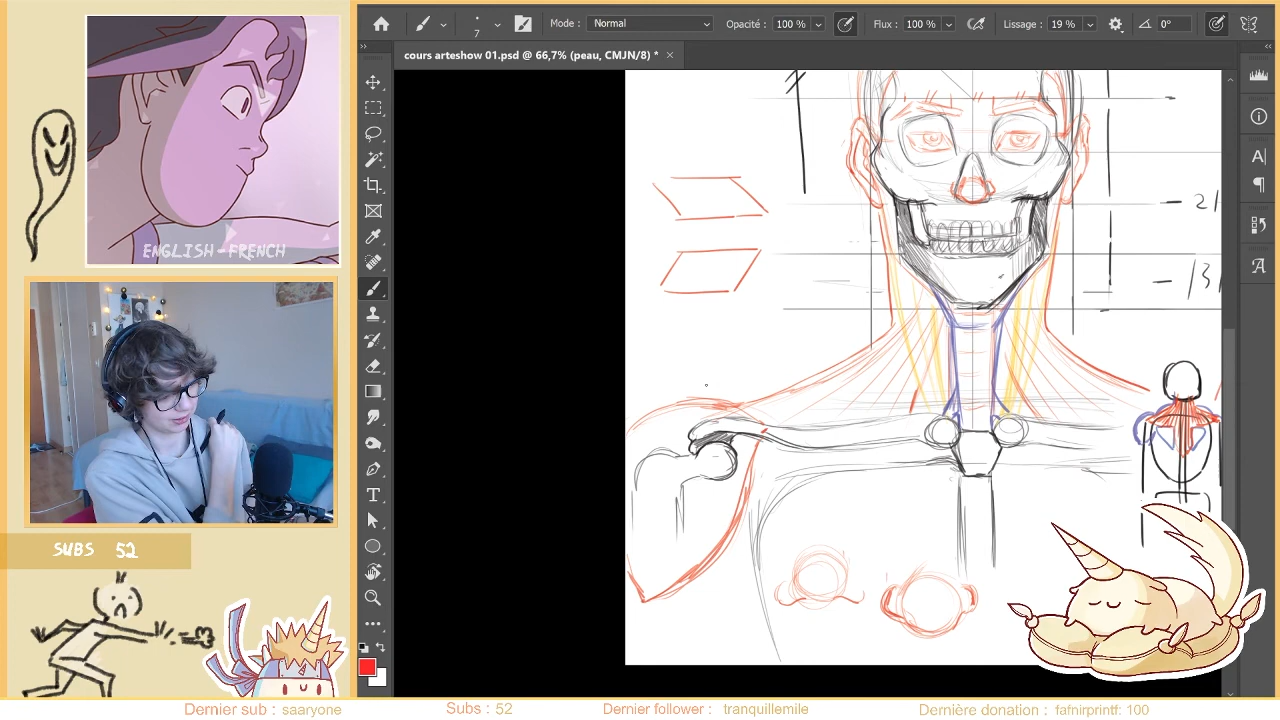 Mode : Normal Opacité : 100 % Flux : 100 % Lissage : 19 % 0°
7
cours arteshow 01.psd @ 66,7% (peau, CMJN/8) *
ENGLISH-FRENCH
SUBS 52
Dernier sub : saaryone Subs : 52 Dernier follower : tranquillemile Dernière donation : fafnirprintf: 100